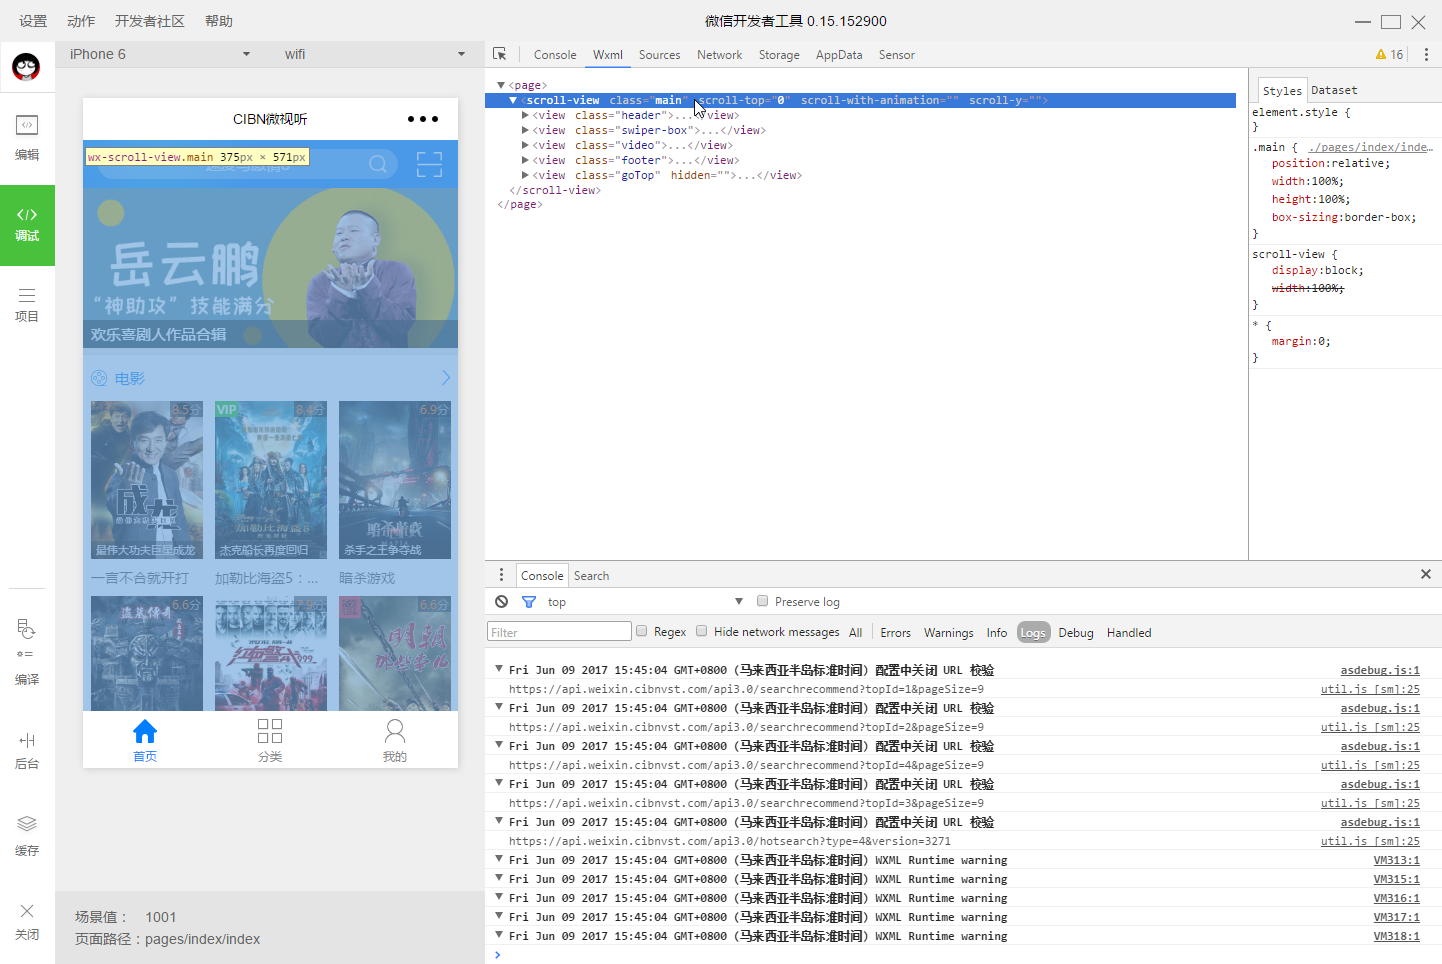 设置 动作 开发者社区 帮助 微信开发者工具 0.15.152900
iPhone 6 wifi
Console Wxml Sources Network Storage AppData Sensor 16
编辑
调试
项目
编译
后台
缓存
关闭
CIBN微视听
wx-scroll-view.main 375px × 571px
岳云鹏
“神助攻”技能满分
欢乐喜剧人作品合辑
电影
8.5分 VIP 8.4分 6.9分
成龙
最伟大功夫巨星成龙 杰克船长再度回归 杀手之王争夺战
一言不合就开打 加勒比海盗5：... 暗杀游戏
6.6分 6.6分
首页 分类 我的
场景值： 1001
页面路径：pages/index/index
<page>
<scroll-view class="main" scroll-top="0" scroll-with-animation="" scroll-y="">
<view class="header">...</view>
<view class="swiper-box">...</view>
<view class="video">...</view>
<view class="footer">...</view>
<view class="goTop" hidden="">...</view>
</scroll-view>
</page>
Styles Dataset
element.style {
}
.main { ./pages/index/inde…
position:relative;
width:100%;
height:100%;
box-sizing:border-box;
}
scroll-view {
display:block;
width:100%;
}
* {
margin:0;
}
Console Search
top Preserve log
Filter Regex Hide network messages All Errors Warnings Info Logs Debug Handled
Fri Jun 09 2017 15:45:04 GMT+0800 (马来西亚半岛标准时间) 配置中关闭 URL 校验 asdebug.js:1
https://api.weixin.cibnvst.com/api3.0/searchrecommend?topId=1&pageSize=9 util.js [sm]:25
Fri Jun 09 2017 15:45:04 GMT+0800 (马来西亚半岛标准时间) 配置中关闭 URL 校验 asdebug.js:1
https://api.weixin.cibnvst.com/api3.0/searchrecommend?topId=2&pageSize=9 util.js [sm]:25
Fri Jun 09 2017 15:45:04 GMT+0800 (马来西亚半岛标准时间) 配置中关闭 URL 校验 asdebug.js:1
https://api.weixin.cibnvst.com/api3.0/searchrecommend?topId=4&pageSize=9 util.js [sm]:25
Fri Jun 09 2017 15:45:04 GMT+0800 (马来西亚半岛标准时间) 配置中关闭 URL 校验 asdebug.js:1
https://api.weixin.cibnvst.com/api3.0/searchrecommend?topId=3&pageSize=9 util.js [sm]:25
Fri Jun 09 2017 15:45:04 GMT+0800 (马来西亚半岛标准时间) 配置中关闭 URL 校验 asdebug.js:1
https://api.weixin.cibnvst.com/api3.0/hotsearch?type=4&version=3271 util.js [sm]:25
Fri Jun 09 2017 15:45:04 GMT+0800 (马来西亚半岛标准时间) WXML Runtime warning VM313:1
Fri Jun 09 2017 15:45:04 GMT+0800 (马来西亚半岛标准时间) WXML Runtime warning VM315:1
Fri Jun 09 2017 15:45:04 GMT+0800 (马来西亚半岛标准时间) WXML Runtime warning VM316:1
Fri Jun 09 2017 15:45:04 GMT+0800 (马来西亚半岛标准时间) WXML Runtime warning VM317:1
Fri Jun 09 2017 15:45:04 GMT+0800 (马来西亚半岛标准时间) WXML Runtime warning VM318:1